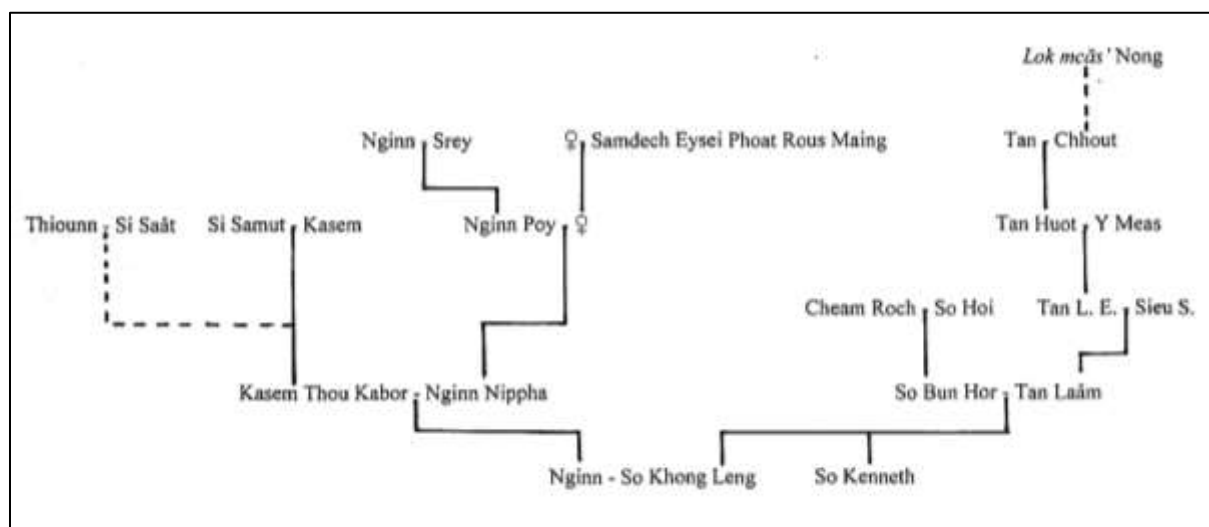 Lok mcās' Nong
Nginn - Srey ♀ - Samdech Eysei Phoat Rous Maing Tan - Chhout
Thiounn - Si Saât Si Samut - Kasem Nginn Poy - ♀ Tan Huot - Y Meas
Cheam Roch - So Hoi Tan L. E. - Sieu S.
Kasem Thou Kabor - Nginn Nippha So Bun Hor - Tan Laâm
Nginn - So Khong Leng So Kenneth